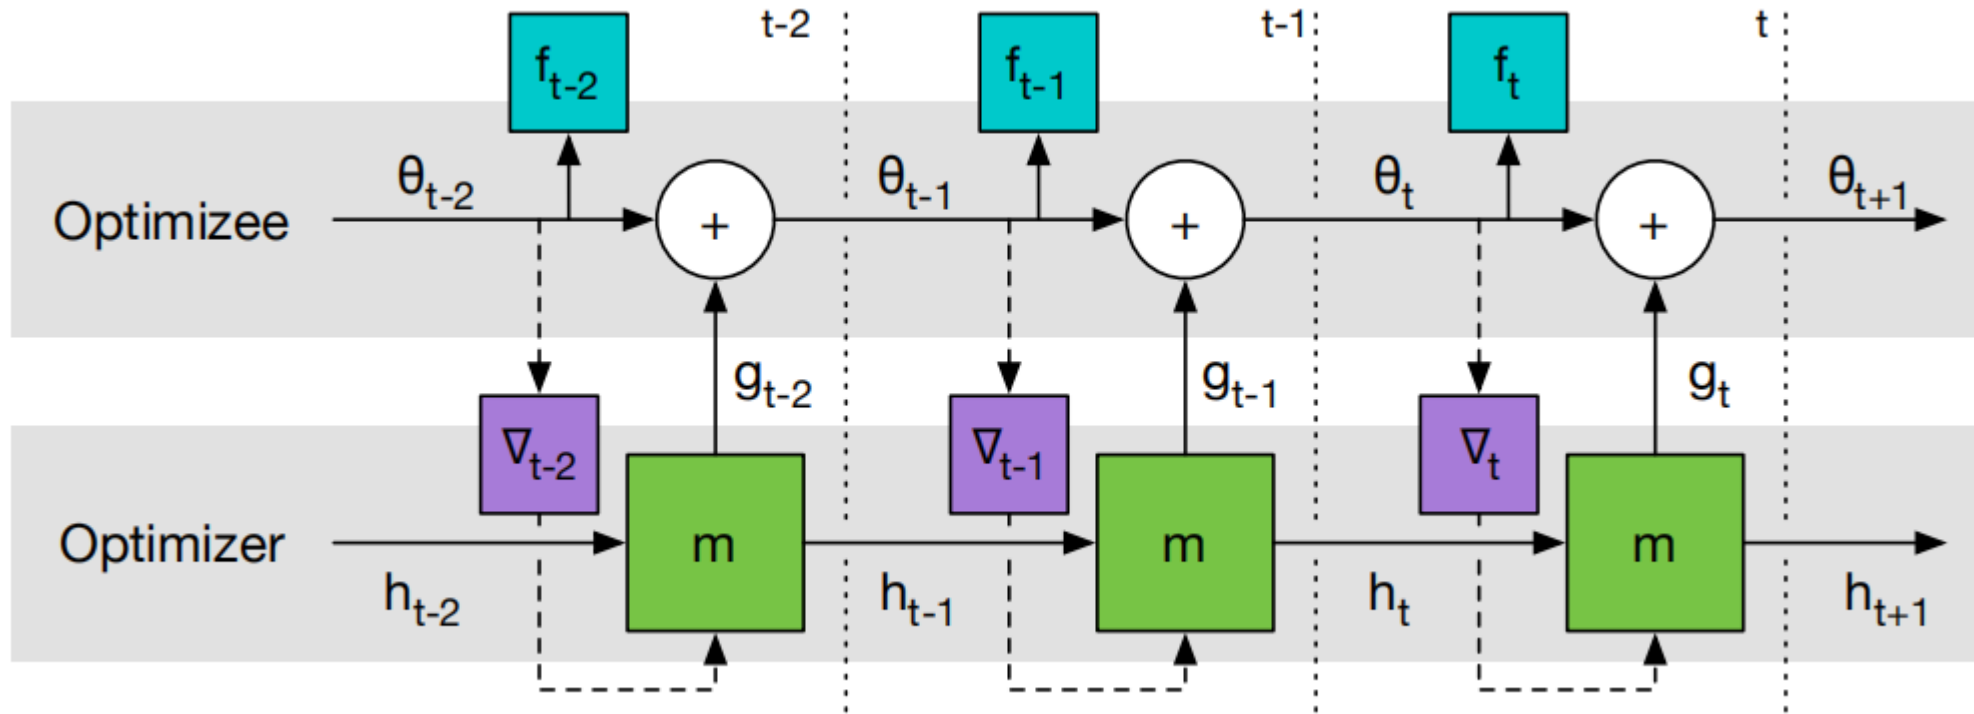 t-2 t-1 t
f_{t-2} f_{t-1} f_t
θ_{t-2} θ_{t-1} θ_t θ_{t+1}
Optimizee + + +
g_{t-2} g_{t-1} g_t
∇_{t-2} ∇_{t-1} ∇_t
Optimizer m m m
h_{t-2} h_{t-1} h_t h_{t+1}